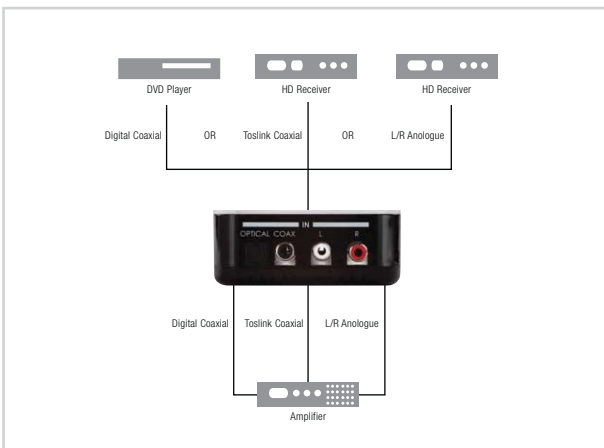 DVD Player
HD Receiver
HD Receiver
Digital Coaxial
OR
Toslink Coaxial
OR
L/R Anologue
IN
OPTICAL COAX L R
Digital Coaxial
Toslink Coaxial
L/R Anologue
Amplifier